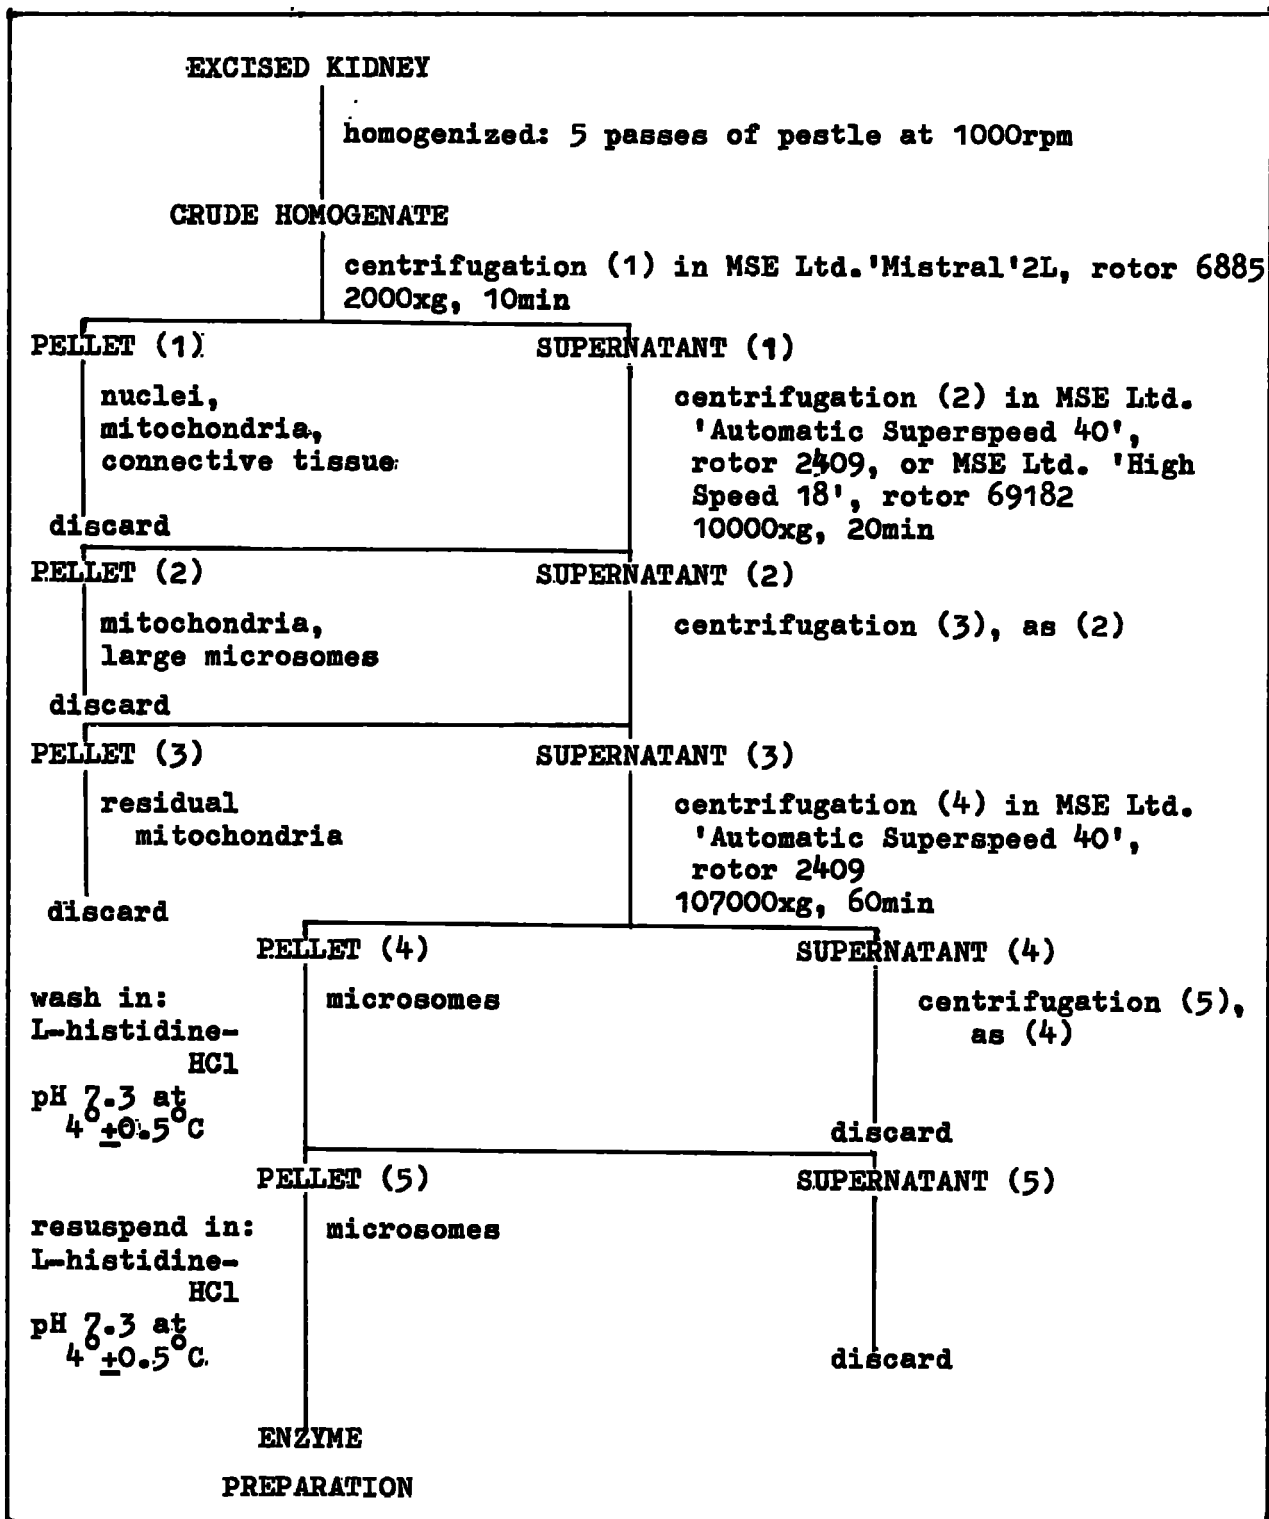 EXCISED KIDNEY
homogenized: 5 passes of pestle at 1000rpm
CRUDE HOMOGENATE
centrifugation (1) in MSE Ltd.'Mistral'2L, rotor 6885
2000xg, 10min
PELLET (1)
SUPERNATANT (1)
nuclei,
mitochondria,
connective tissue
discard
centrifugation (2) in MSE Ltd.
'Automatic Superspeed 40',
rotor 2409, or MSE Ltd. 'High
Speed 18', rotor 69182
10000xg, 20min
PELLET (2)
SUPERNATANT (2)
mitochondria,
large microsomes
discard
centrifugation (3), as (2)
PELLET (3)
SUPERNATANT (3)
residual
mitochondria
discard
centrifugation (4) in MSE Ltd.
'Automatic Superspeed 40',
rotor 2409
107000xg, 60min
PELLET (4)
SUPERNATANT (4)
wash in:
L-histidine-
HCl
pH 7.3 at
4°±0.5°C
microsomes
centrifugation (5),
as (4)
discard
PELLET (5)
SUPERNATANT (5)
resuspend in:
L-histidine-
HCl
pH 7.3 at
4°±0.5°C
microsomes
discard
ENZYME
PREPARATION